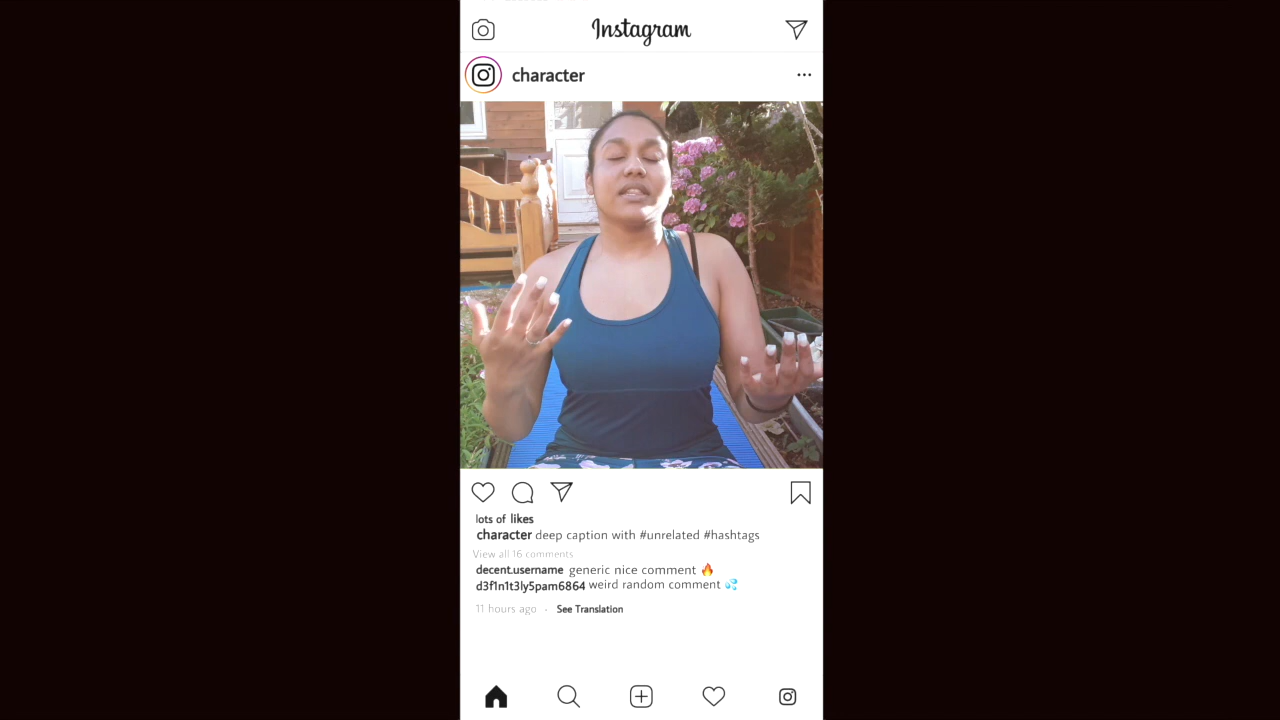 Instagram
character
lots of likes
character deep caption with #unrelated #hashtags
View all 16 comments
decent.username generic nice comment 🔥
d3f1n1t3ly5pam6864 weird random comment 💦
11 hours ago · See Translation